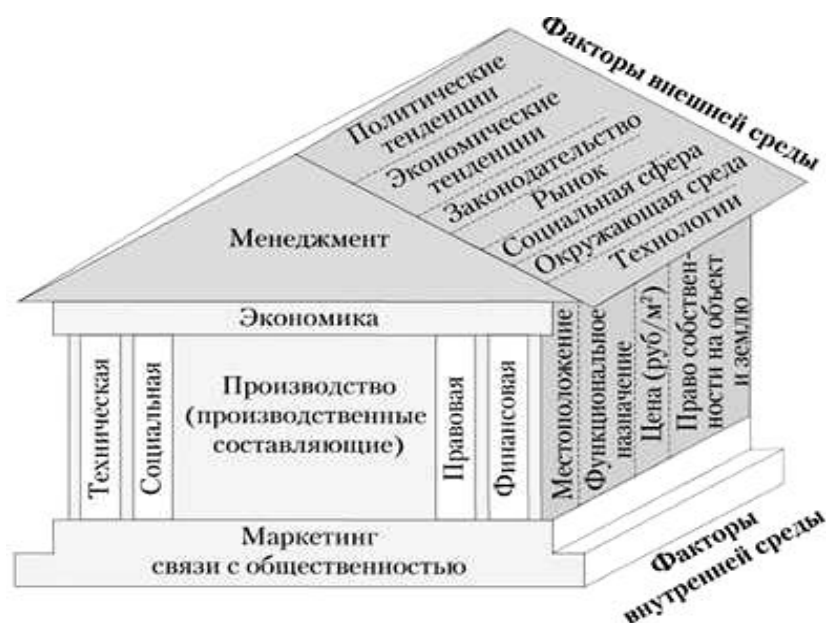 Факторы внешней среды
Политические
тенденции
Экономические
тенденции
Законодательство
Рынок
Социальная сфера
Окружающая среда
Технологии
Менеджмент
Экономика
Техническая
Социальная
Производство
(производственные
составляющие)
Правовая
Финансовая
Местоположение
Функциональное
назначение
Цена (руб/м²)
Право собствен-
ности на объект
и землю
Маркетинг
связи с общественностью
Факторы
внутренней среды